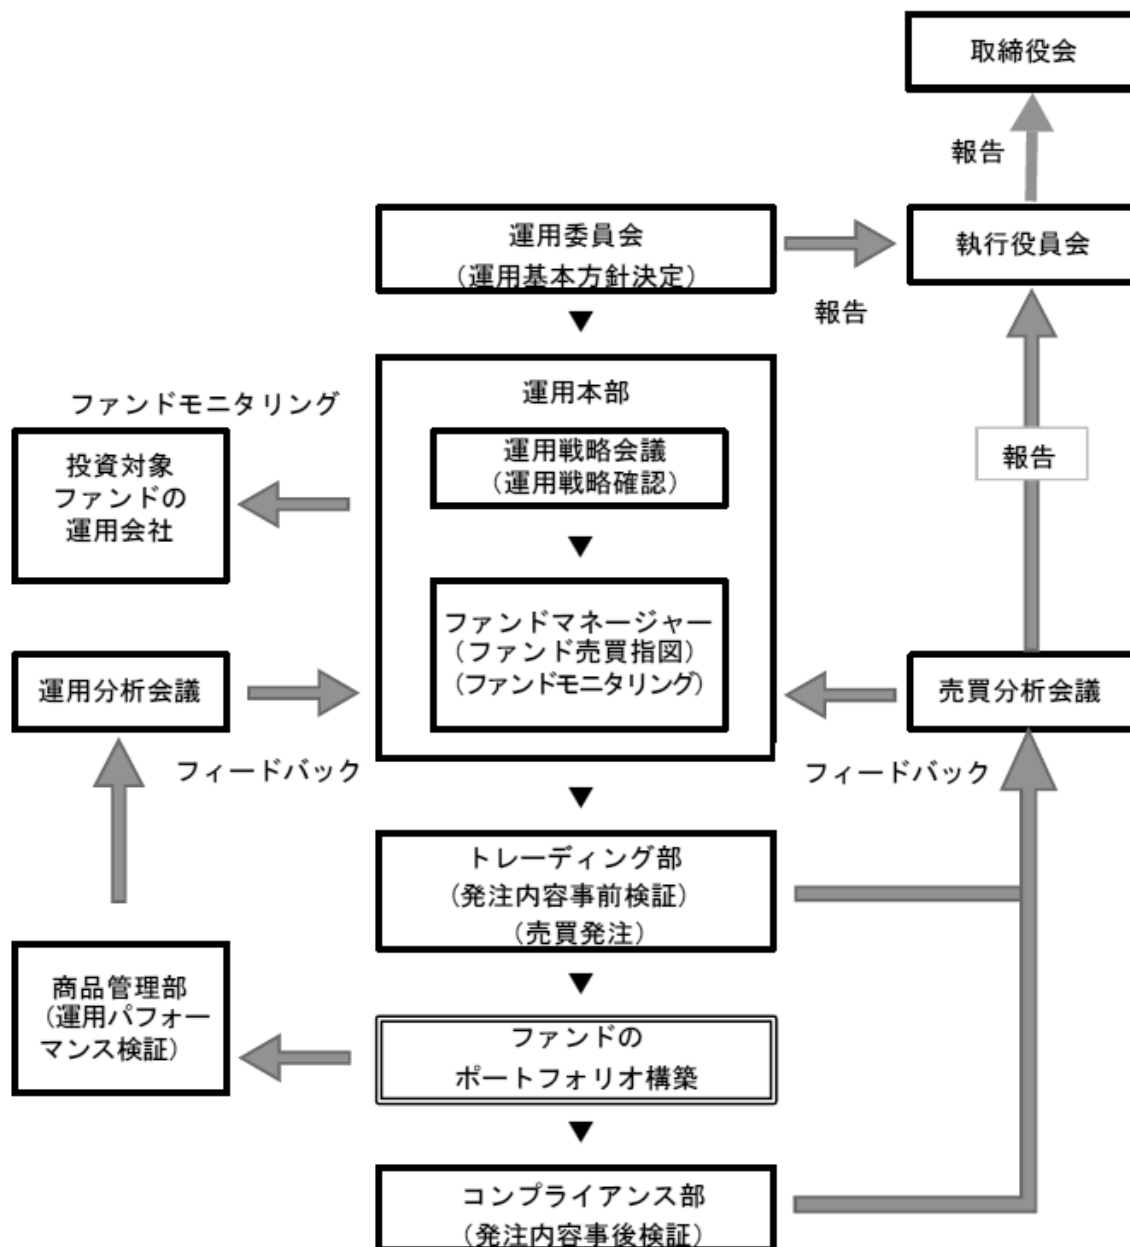 取締役会
報告
運用委員会
（運用基本方針決定）
報告
執行役員会
運用本部
ファンドモニタリング
投資対象
ファンドの
運用会社
運用戦略会議
（運用戦略確認）
報告
ファンドマネージャー
（ファンド売買指図）
（ファンドモニタリング）
運用分析会議
売買分析会議
フィードバック
フィードバック
トレーディング部
（発注内容事前検証）
（売買発注）
商品管理部
（運用パフォー
マンス検証）
ファンドの
ポートフォリオ構築
コンプライアンス部
（発注内容事後検証）